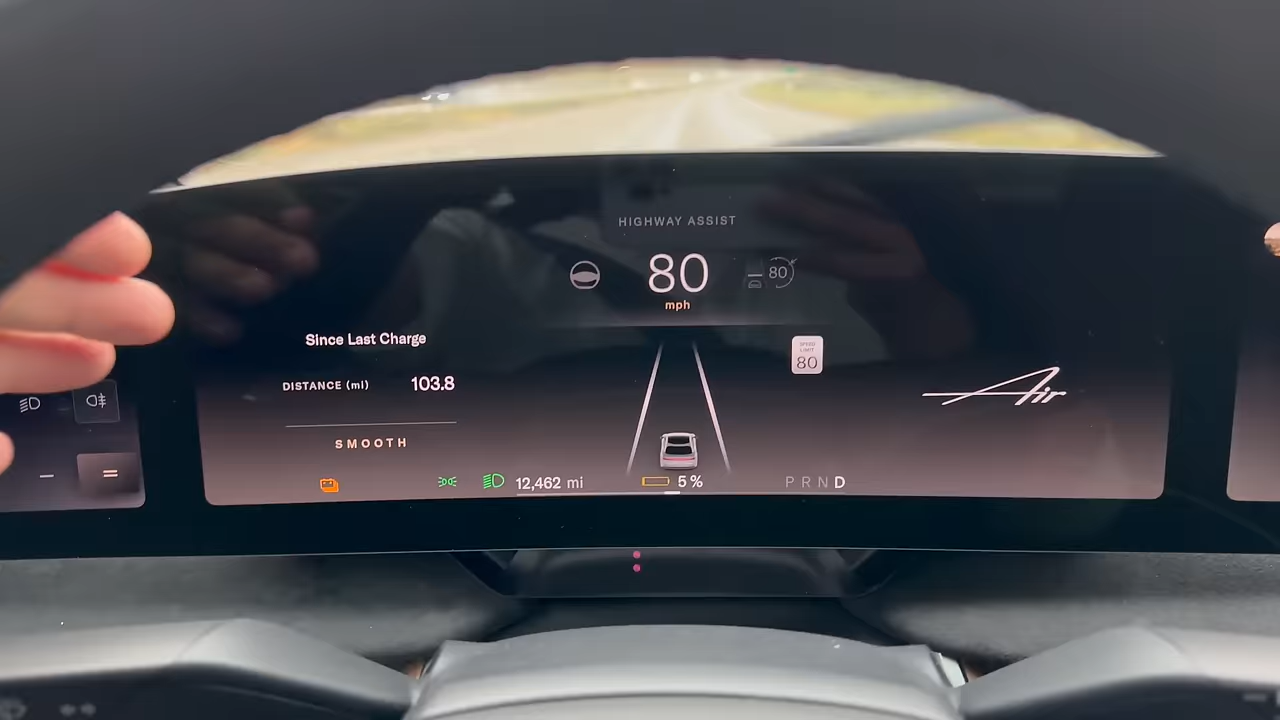 HIGHWAY ASSIST
80
80
mph
Since Last Charge
SPEED
LIMIT
80
DISTANCE (mi) 103.8
Air
SMOOTH
12,462 mi
5 %
P R N D